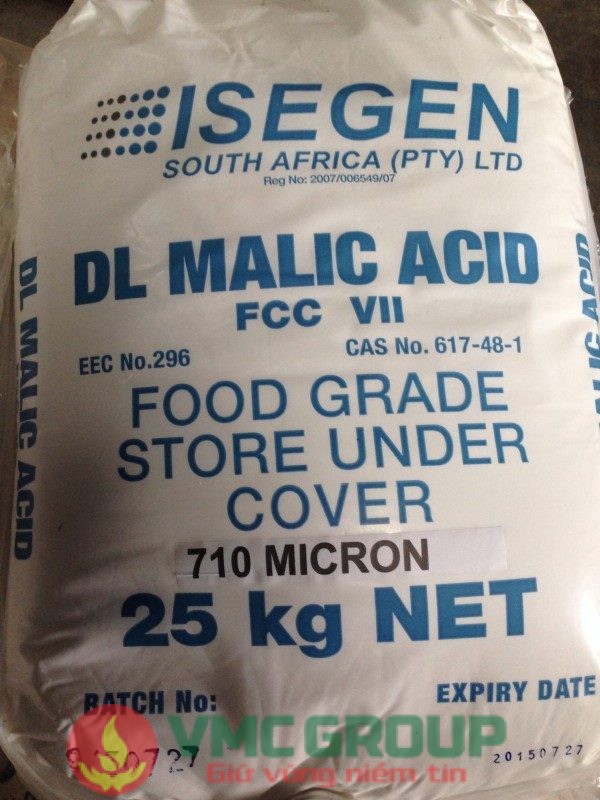 ISEGEN
SOUTH AFRICA (PTY) LTD
Reg No: 2007/006549/07
DL MALIC ACID
FCC VII
EEC No.296
CAS No. 617-48-1
FOOD GRADE
STORE UNDER
COVER
710 MICRON
25 kg NET
BATCH No:
EXPIRY DATE
20150727
VMC GROUP
Giữ vững niềm tin
DL MALIC ACID